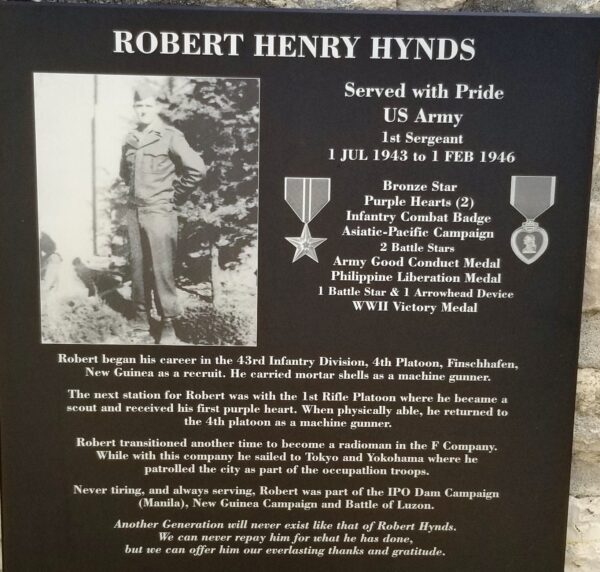 ROBERT HENRY HYNDS
Served with Pride
US Army
1st Sergeant
1 JUL 1943 to 1 FEB 1946
Bronze Star
Purple Hearts (2)
Infantry Combat Badge
Asiatic-Pacific Campaign
2 Battle Stars
Army Good Conduct Medal
Philippine Liberation Medal
1 Battle Star & 1 Arrowhead Device
WWII Victory Medal
Robert began his career in the 43rd Infantry Division, 4th Platoon, Finschhafen,
New Guinea as a recruit. He carried mortar shells as a machine gunner.
The next station for Robert was with the 1st Rifle Platoon where he became a
scout and received his first purple heart. When physically able, he returned to
the 4th platoon as a machine gunner.
Robert transitioned another time to become a radioman in the F Company.
While with this company he sailed to Tokyo and Yokohama where he
patrolled the city as part of the occupatlion troops.
Never tiring, and always serving, Robert was part of the IPO Dam Campaign
(Manila), New Guinea Campaign and Battle of Luzon.
Another Generation will never exist like that of Robert Hynds.
We can never repay him for what he has done,
but we can offer him our everlasting thanks and gratitude.